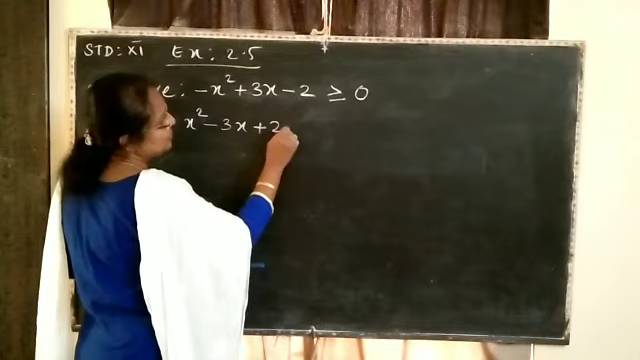 STD: XI Ex: 2.5
: -x² + 3x - 2 ≥ 0
x² - 3x + 2